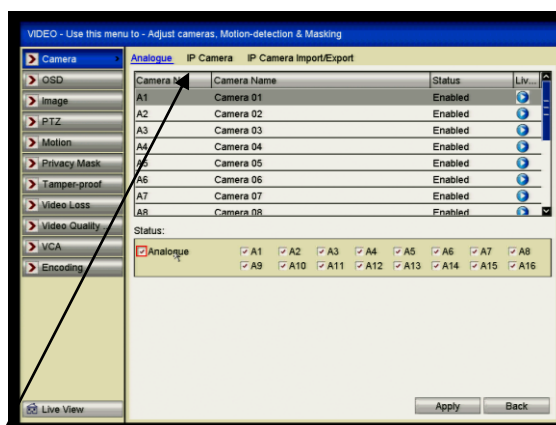 VIDEO - Use this menu to - Adjust cameras, Motion-detection & Masking
Camera
OSD
Image
PTZ
Motion
Privacy Mask
Tamper-proof
Video Loss
Video Quality ...
VCA
Encoding
Live View
Analogue IP Camera IP Camera Import/Export
Camera N Camera Name Status Liv...
A1 Camera 01 Enabled
A2 Camera 02 Enabled
A3 Camera 03 Enabled
A4 Camera 04 Enabled
A5 Camera 05 Enabled
A6 Camera 06 Enabled
A7 Camera 07 Enabled
A8 Camera 08 Enabled
Status:
Analogue A1 A2 A3 A4 A5 A6 A7 A8
A9 A10 A11 A12 A13 A14 A15 A16
Apply Back